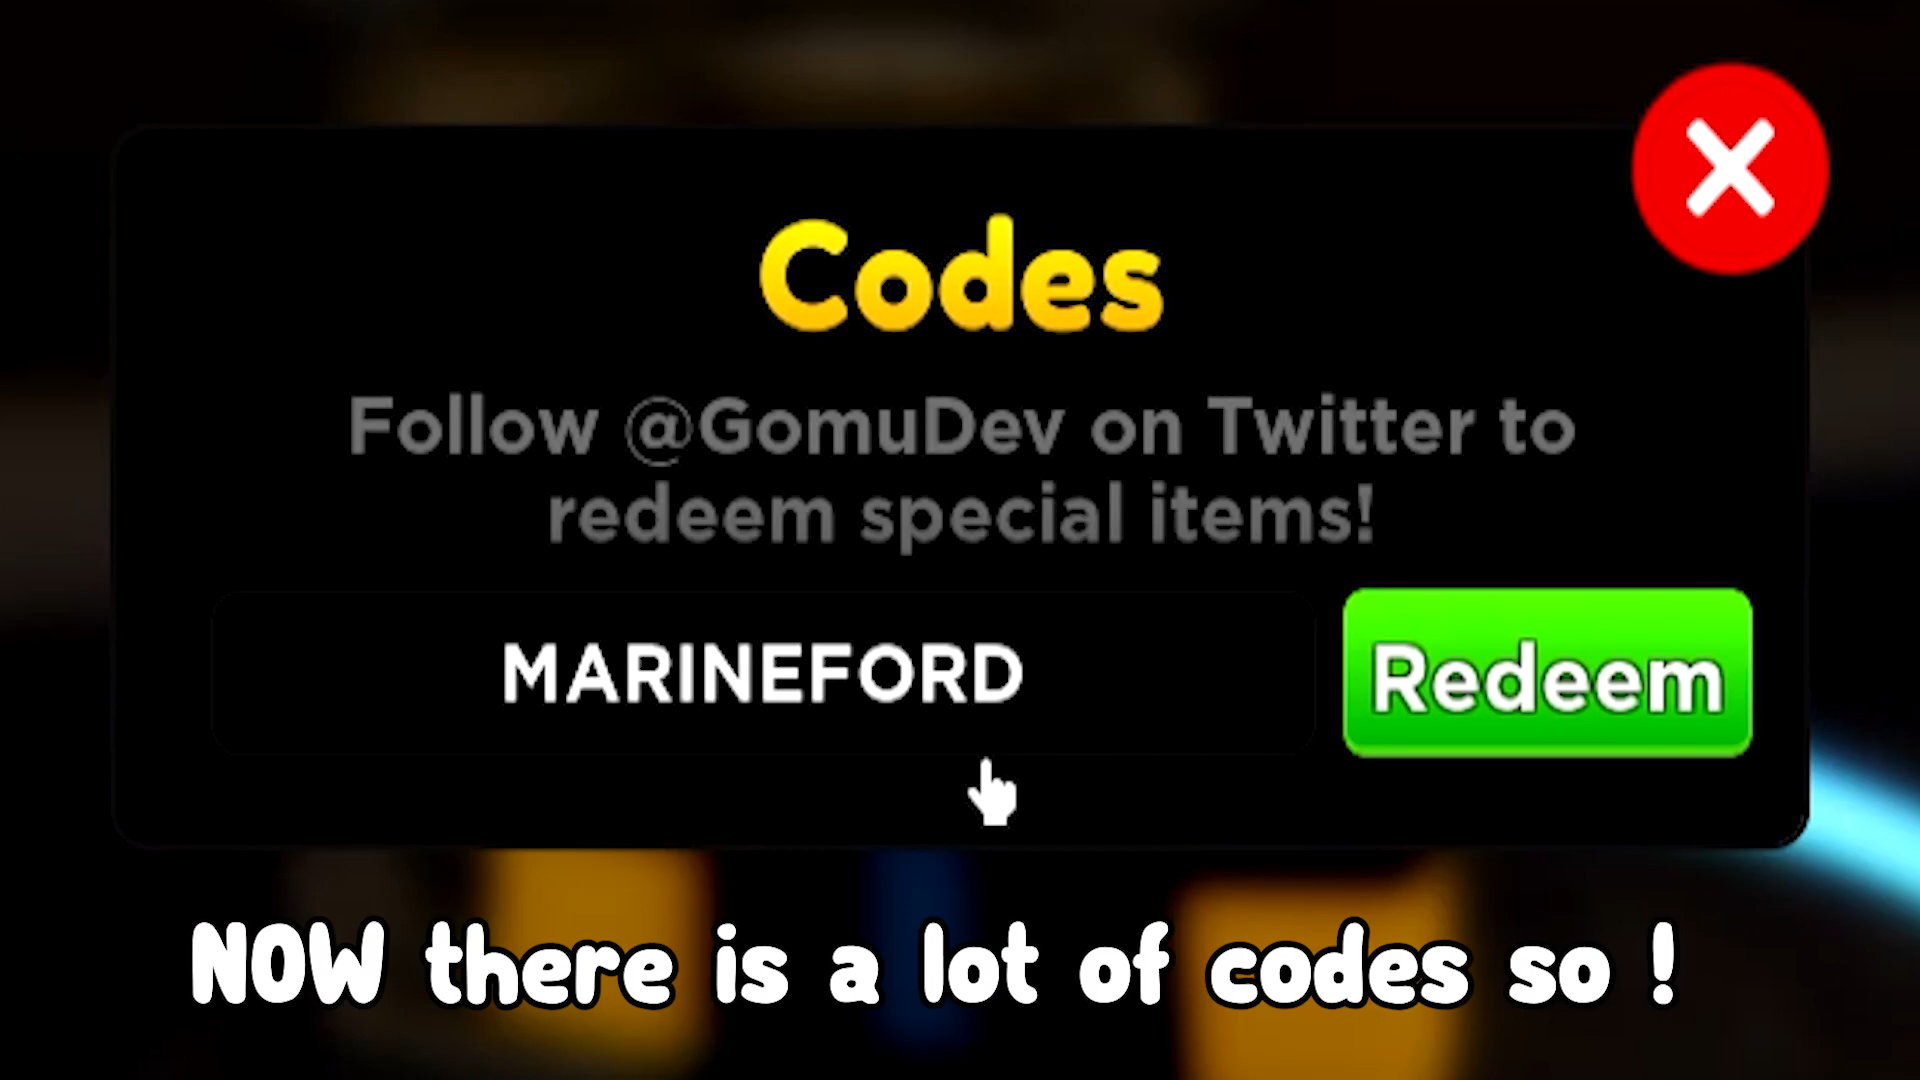 Codes
Follow @GomuDev on Twitter to
redeem special items!
MARINEFORD
Redeem
NOW there is a lot of codes so !